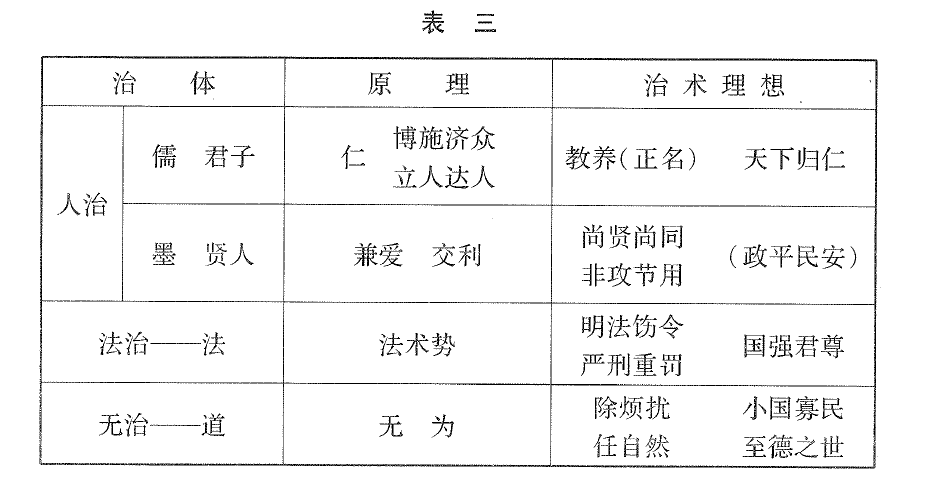 表 三
治 体 原 理 治术理想
人治
儒 君子
仁
博施济众
立人达人
教养(正名) 天下归仁
墨 贤人
兼爱 交利
尚贤尚同
非攻节用
(政平民安)
法治——法
法术势
明法饬令
严刑重罚
国强君尊
无治——道
无 为
除烦扰
任自然
小国寡民
至德之世